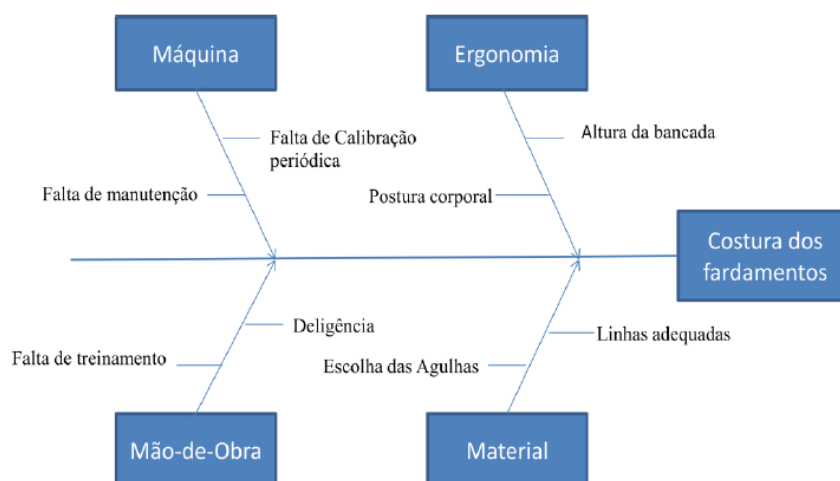 Máquina
Ergonomia
Falta de Calibração
periódica
Altura da bancada
Falta de manutenção
Postura corporal
Costura dos
fardamentos
Deligência
Linhas adequadas
Falta de treinamento
Escolha das Agulhas
Mão-de-Obra
Material